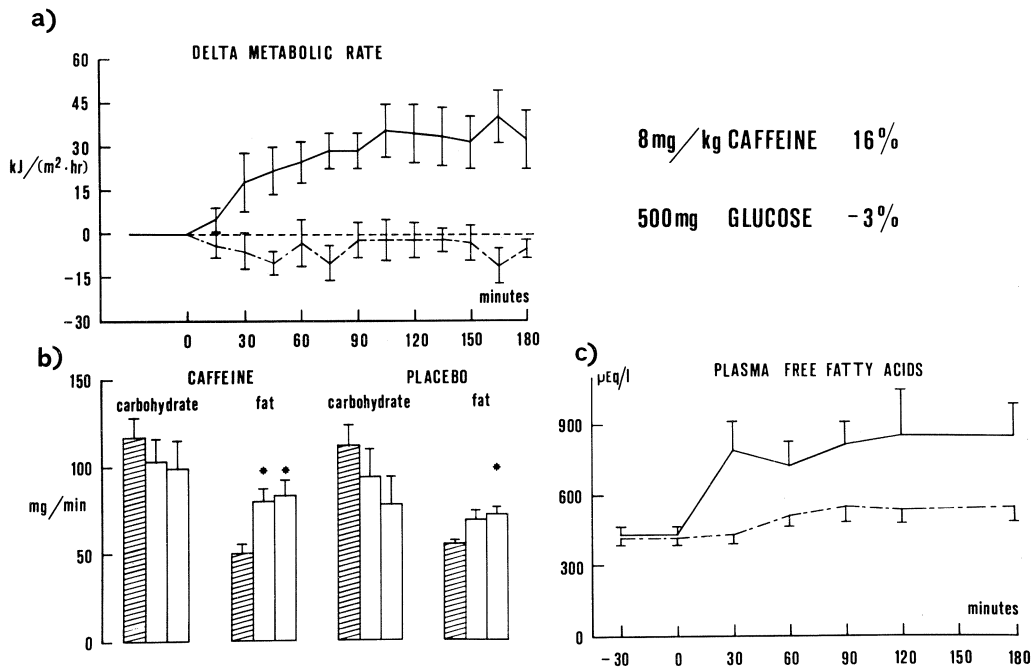 a)
DELTA METABOLIC RATE
60
45
30
kJ/(m²·hr)
15
0
-15
-30
minutes
0 30 60 90 120 150 180
8mg/kg CAFFEINE 16%
500mg GLUCOSE -3%
b)
CAFFEINE PLACEBO
carbohydrate fat carbohydrate fat
150
100
mg/min
50
0
* * *
c)
PLASMA FREE FATTY ACIDS
µEq/l
900
600
300
0
minutes
-30 0 30 60 90 120 150 180